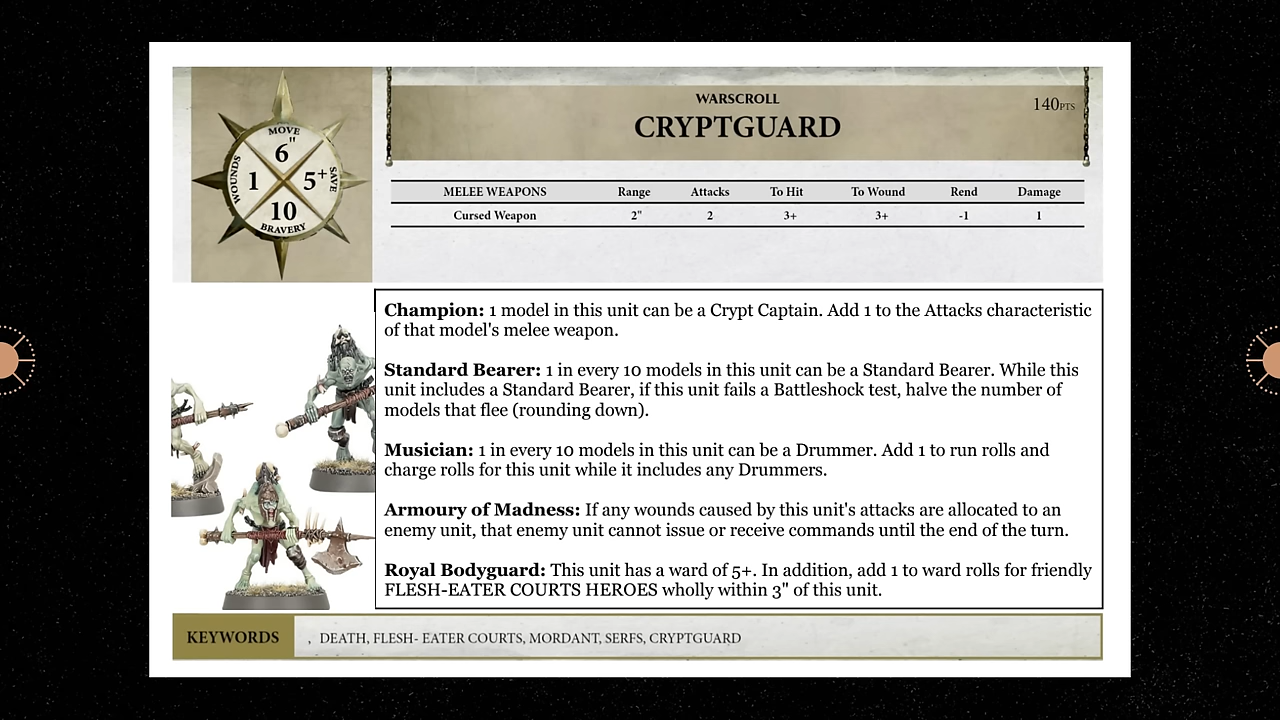 MOVE
6"
WOUNDS
1
5+
SAVE
10
BRAVERY
WARSCROLL
140PTS
CRYPTGUARD
MELEE WEAPONS Range Attacks To Hit To Wound Rend Damage
Cursed Weapon 2" 2 3+ 3+ -1 1
Champion: 1 model in this unit can be a Crypt Captain. Add 1 to the Attacks characteristic
of that model's melee weapon.
Standard Bearer: 1 in every 10 models in this unit can be a Standard Bearer. While this
unit includes a Standard Bearer, if this unit fails a Battleshock test, halve the number of
models that flee (rounding down).
Musician: 1 in every 10 models in this unit can be a Drummer. Add 1 to run rolls and
charge rolls for this unit while it includes any Drummers.
Armoury of Madness: If any wounds caused by this unit's attacks are allocated to an
enemy unit, that enemy unit cannot issue or receive commands until the end of the turn.
Royal Bodyguard: This unit has a ward of 5+. In addition, add 1 to ward rolls for friendly
FLESH-EATER COURTS HEROES wholly within 3" of this unit.
KEYWORDS , DEATH, FLESH- EATER COURTS, MORDANT, SERFS, CRYPTGUARD